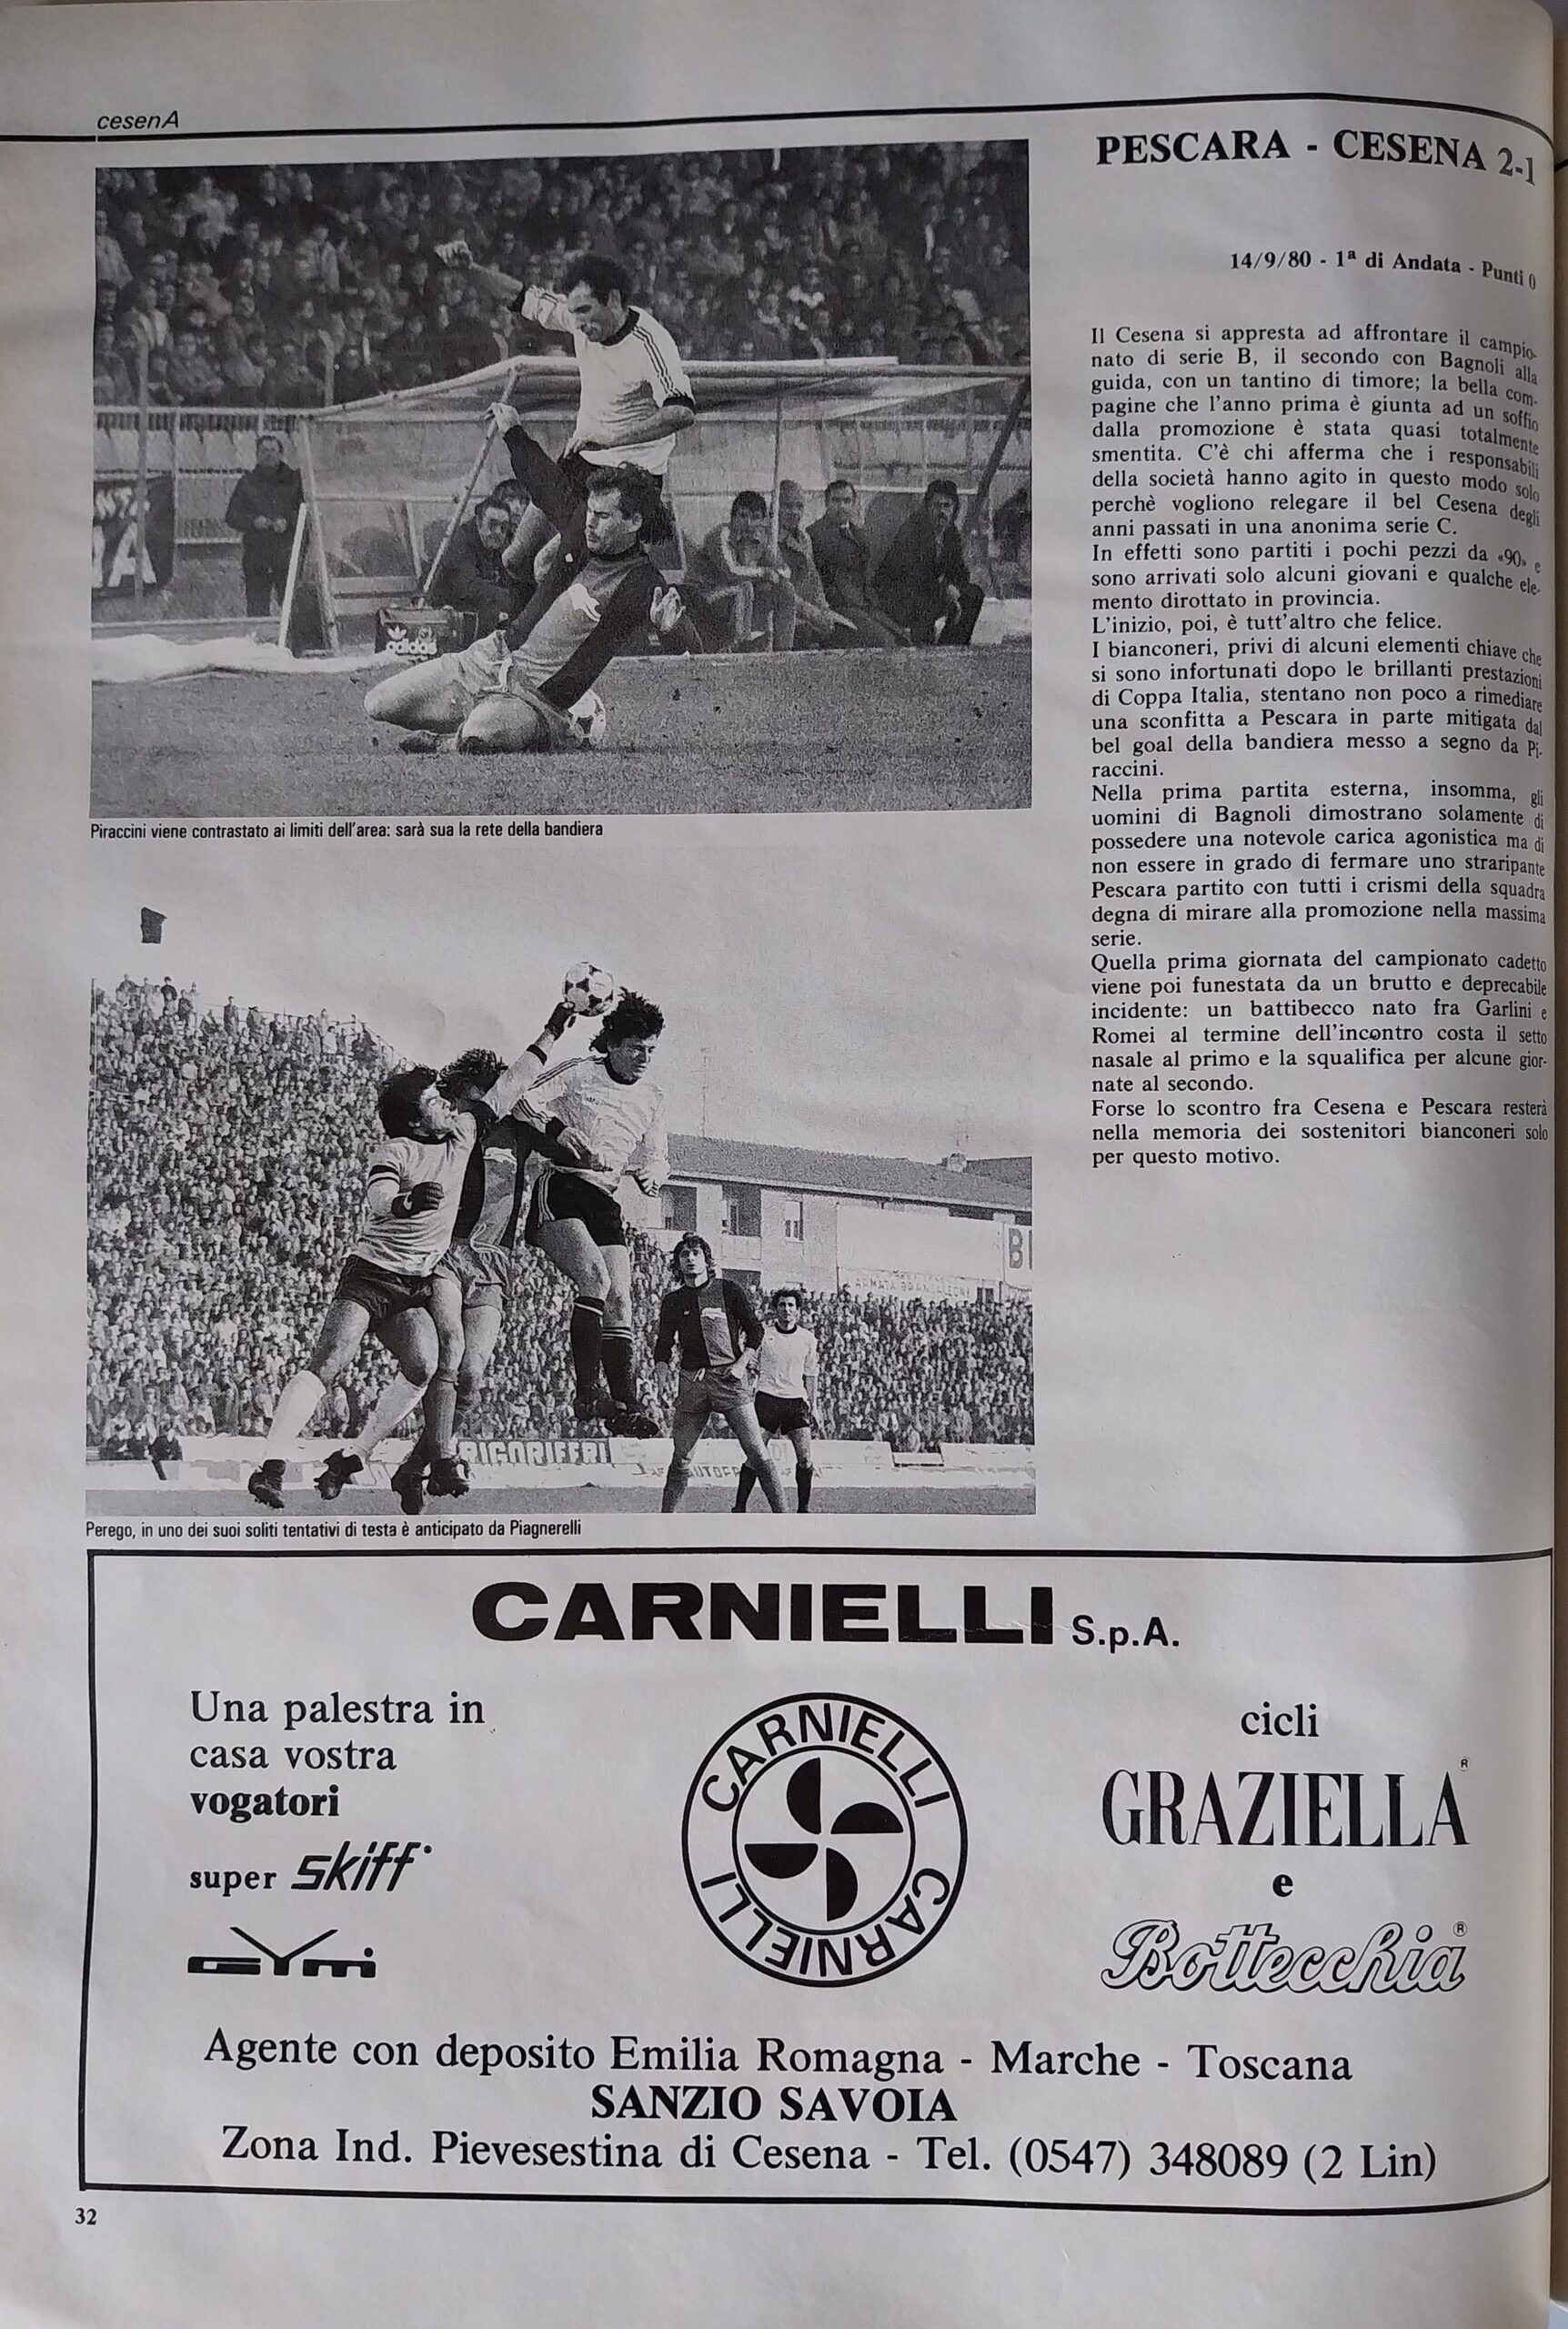 cesenA
PESCARA - CESENA 2-1
14/9/80 - 1ª di Andata - Punti 0
Il Cesena si appresta ad affrontare il campio-
nato di serie B, il secondo con Bagnoli alla
guida, con un tantino di timore; la bella com-
pagine che l'anno prima è giunta ad un soffio
dalla promozione è stata quasi totalmente
smentita. C'è chi afferma che i responsabili
della società hanno agito in questo modo solo
perchè vogliono relegare il bel Cesena degli
anni passati in una anonima serie C.
In effetti sono partiti i pochi pezzi da «90» e
sono arrivati solo alcuni giovani e qualche ele-
mento dirottato in provincia.
L'inizio, poi, è tutt'altro che felice.
I bianconeri, privi di alcuni elementi chiave che
si sono infortunati dopo le brillanti prestazioni
di Coppa Italia, stentano non poco a rimediare
una sconfitta a Pescara in parte mitigata dal
bel goal della bandiera messo a segno da Pi-
raccini.
Nella prima partita esterna, insomma, gli
uomini di Bagnoli dimostrano solamente di
possedere una notevole carica agonistica ma di
non essere in grado di fermare uno straripante
Pescara partito con tutti i crismi della squadra
degna di mirare alla promozione nella massima
serie.
Quella prima giornata del campionato cadetto
viene poi funestata da un brutto e deprecabile
incidente: un battibecco nato fra Garlini e
Romei al termine dell'incontro costa il setto
nasale al primo e la squalifica per alcune gior-
nate al secondo.
Forse lo scontro fra Cesena e Pescara resterà
nella memoria dei sostenitori bianconeri solo
per questo motivo.
adidas
Piraccini viene contrastato ai limiti dell'area: sarà sua la rete della bandiera
BI
RIGORIFERI
Perego, in uno dei suoi soliti tentativi di testa è anticipato da Piagnerelli
CARNIELLI S.p.A.
Una palestra in
casa vostra
vogatori
super skiff
GYmi
CARNIELLI CARNIELLI
cicli
GRAZIELLA®
e
Bottecchia®
Agente con deposito Emilia Romagna - Marche - Toscana
SANZIO SAVOIA
Zona Ind. Pievesestina di Cesena - Tel. (0547) 348089 (2 Lin)
32